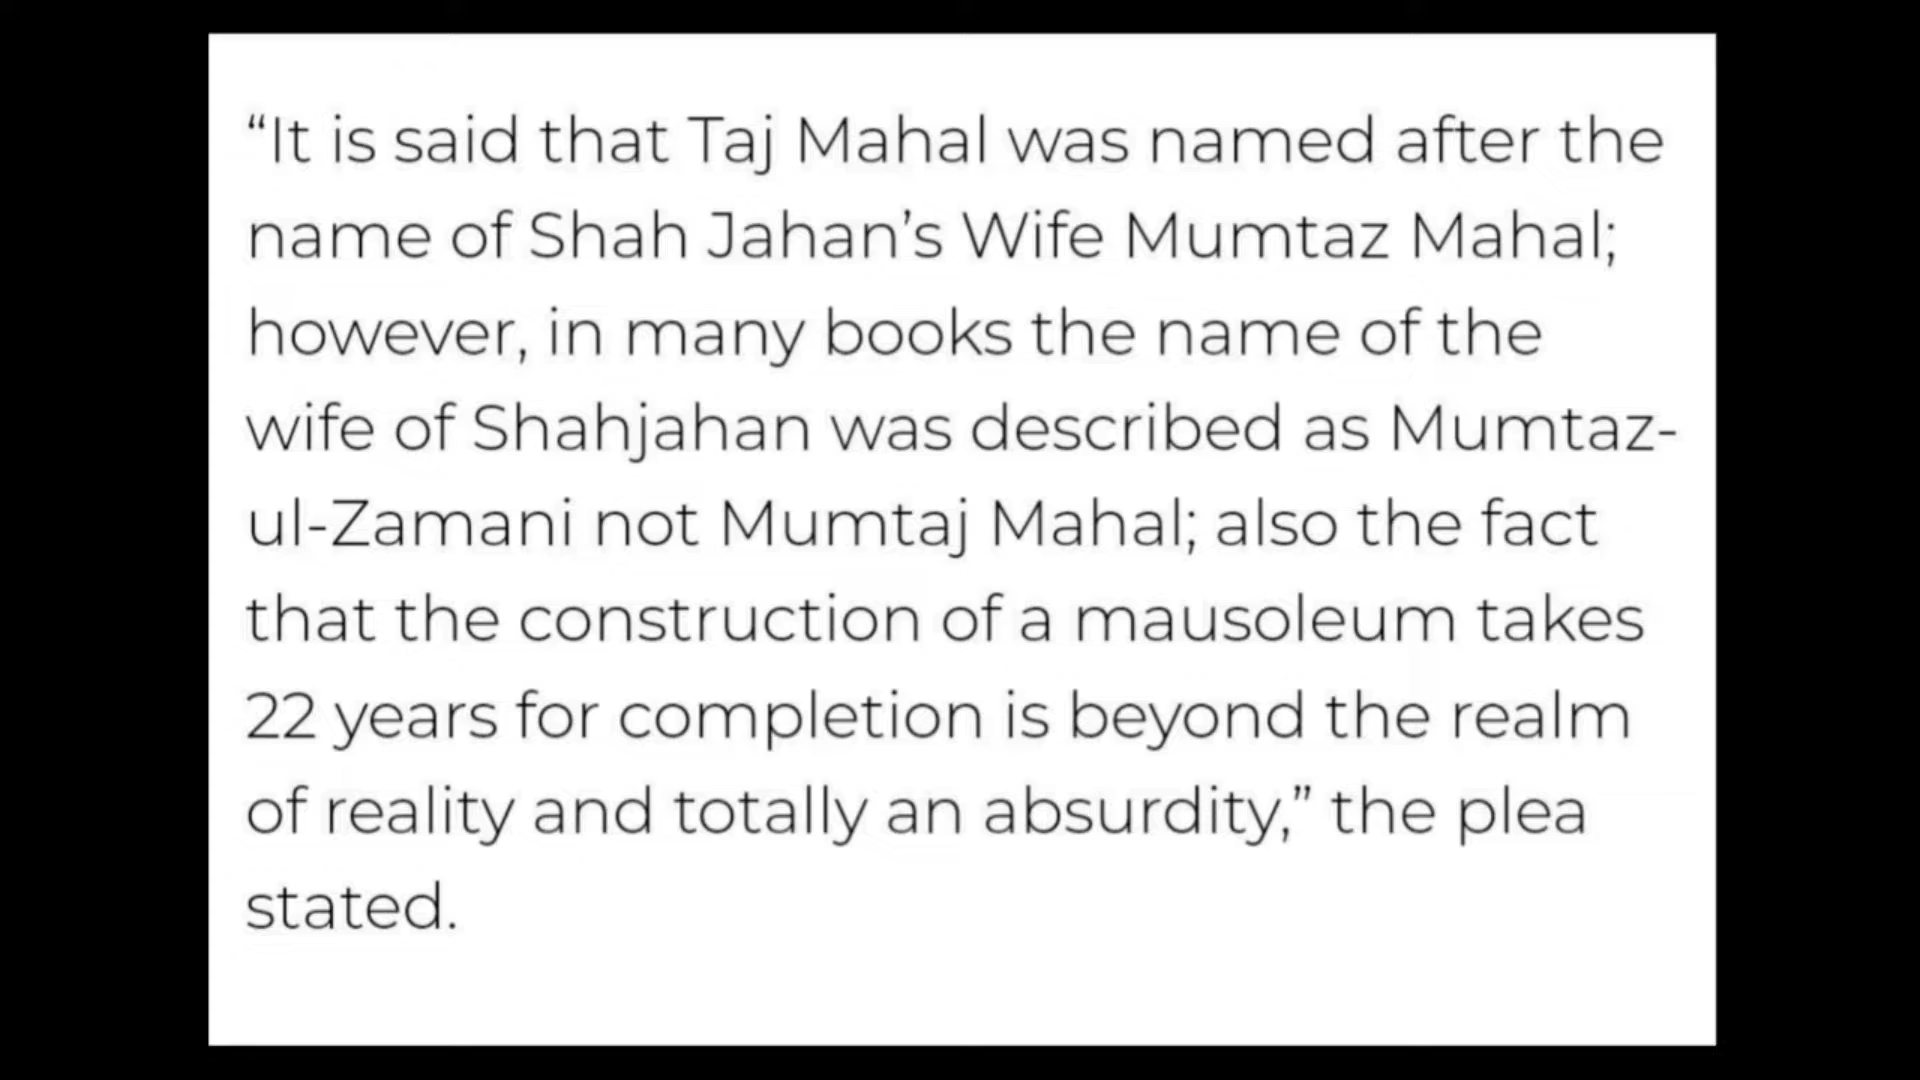 “It is said that Taj Mahal was named after the
name of Shah Jahan’s Wife Mumtaz Mahal;
however, in many books the name of the
wife of Shahjahan was described as Mumtaz-
ul-Zamani not Mumtaj Mahal; also the fact
that the construction of a mausoleum takes
22 years for completion is beyond the realm
of reality and totally an absurdity,” the plea
stated.